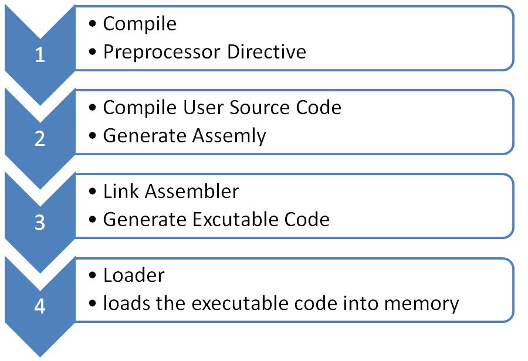 1
• Compile
• Preprocessor Directive
2
• Compile User Source Code
• Generate Assemly
3
• Link Assembler
• Generate Excutable Code
4
• Loader
• loads the executable code into memory